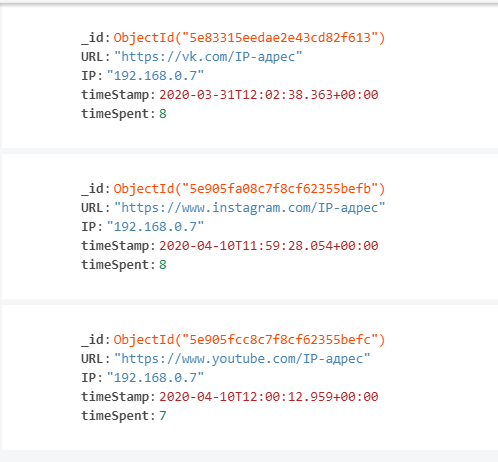 _id: ObjectId("5e83315eedae2e43cd82f613")
URL: "https://vk.com/IP-адрес"
IP: "192.168.0.7"
timeStamp: 2020-03-31T12:02:38.363+00:00
timeSpent: 8
_id: ObjectId("5e905fa08c7f8cf62355befb")
URL: "https://www.instagram.com/IP-адрес"
IP: "192.168.0.7"
timeStamp: 2020-04-10T11:59:28.054+00:00
timeSpent: 8
_id: ObjectId("5e905fcc8c7f8cf62355befc")
URL: "https://www.youtube.com/IP-адрес"
IP: "192.168.0.7"
timeStamp: 2020-04-10T12:00:12.959+00:00
timeSpent: 7